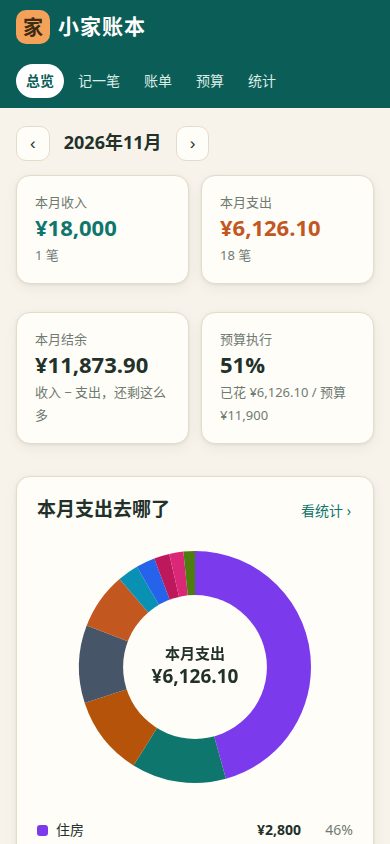 家 小家账本
总览 记一笔 账单 预算 统计
‹ 2026年11月 ›
本月收入
¥18,000
1 笔
本月支出
¥6,126.10
18 笔
本月结余
¥11,873.90
收入 − 支出，还剩这么
多
预算执行
51%
已花 ¥6,126.10 / 预算
¥11,900
本月支出去哪了 看统计 ›
本月支出
¥6,126.10
住房 ¥2,800 46%